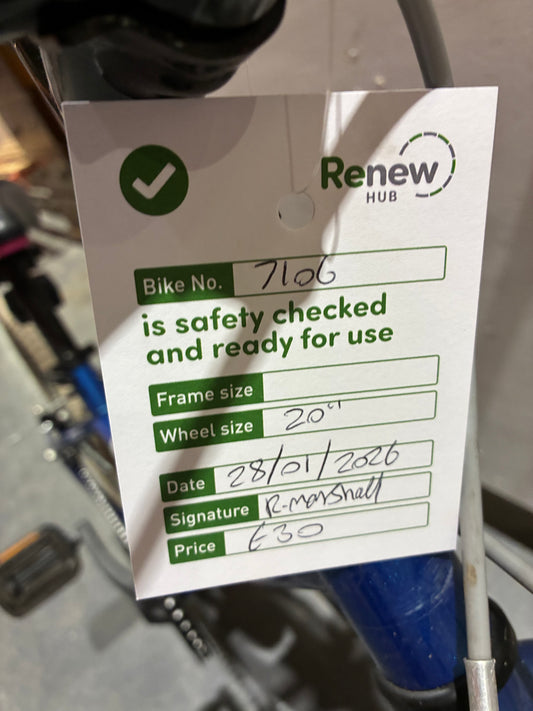 Renew
HUB
Bike No. 7106
is safety checked
and ready for use
Frame size
Wheel size 20"
Date 28/01/2026
Signature R-marshall
Price £30